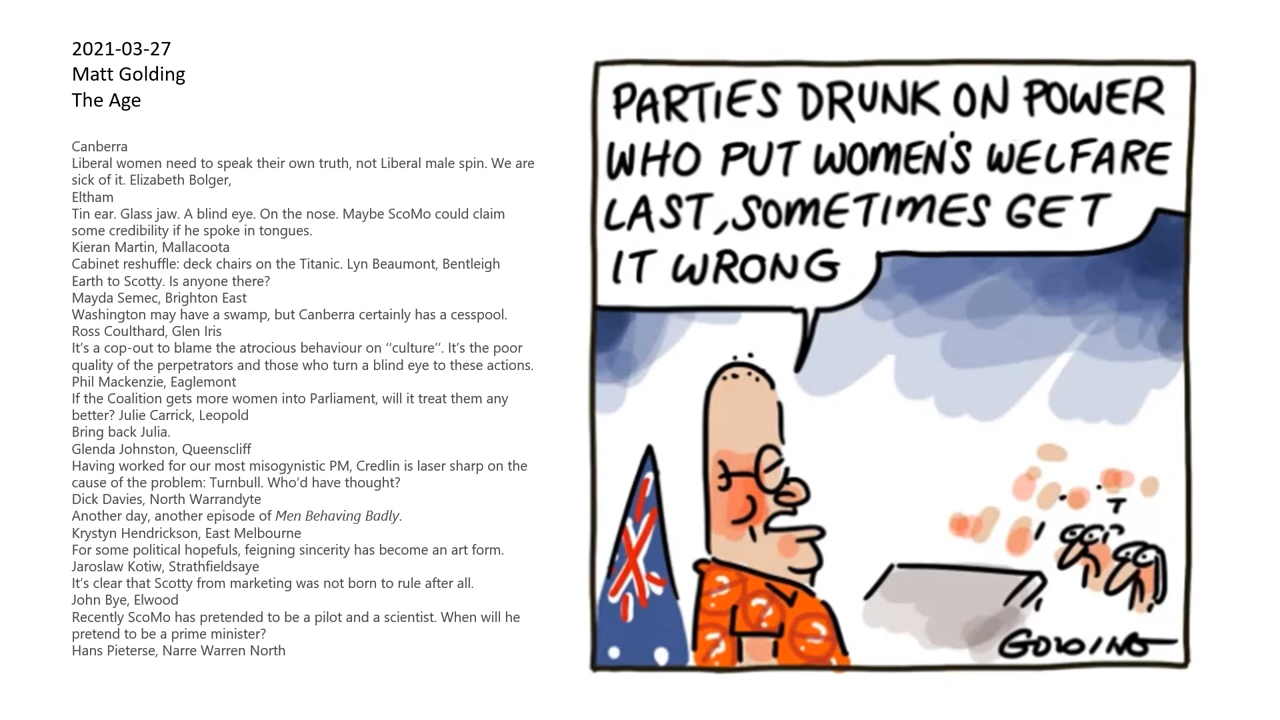 2021-03-27
Matt Golding
The Age
Canberra
Liberal women need to speak their own truth, not Liberal male spin. We are
sick of it. Elizabeth Bolger,
Eltham
Tin ear. Glass jaw. A blind eye. On the nose. Maybe ScoMo could claim
some credibility if he spoke in tongues.
Kieran Martin, Mallacoota
Cabinet reshuffle: deck chairs on the Titanic. Lyn Beaumont, Bentleigh
Earth to Scotty. Is anyone there?
Mayda Semec, Brighton East
Washington may have a swamp, but Canberra certainly has a cesspool.
Ross Coulthard, Glen Iris
It’s a cop-out to blame the atrocious behaviour on ‘‘culture’’. It’s the poor
quality of the perpetrators and those who turn a blind eye to these actions.
Phil Mackenzie, Eaglemont
If the Coalition gets more women into Parliament, will it treat them any
better? Julie Carrick, Leopold
Bring back Julia.
Glenda Johnston, Queenscliff
Having worked for our most misogynistic PM, Credlin is laser sharp on the
cause of the problem: Turnbull. Who’d have thought?
Dick Davies, North Warrandyte
Another day, another episode of Men Behaving Badly.
Krystyn Hendrickson, East Melbourne
For some political hopefuls, feigning sincerity has become an art form.
Jaroslaw Kotiw, Strathfieldsaye
It’s clear that Scotty from marketing was not born to rule after all.
John Bye, Elwood
Recently ScoMo has pretended to be a pilot and a scientist. When will he
pretend to be a prime minister?
Hans Pieterse, Narre Warren North
PARTIES DRUNK ON POWER
WHO PUT WOMEN'S WELFARE
LAST, SOMETIMES GET
IT WRONG
GOLDING